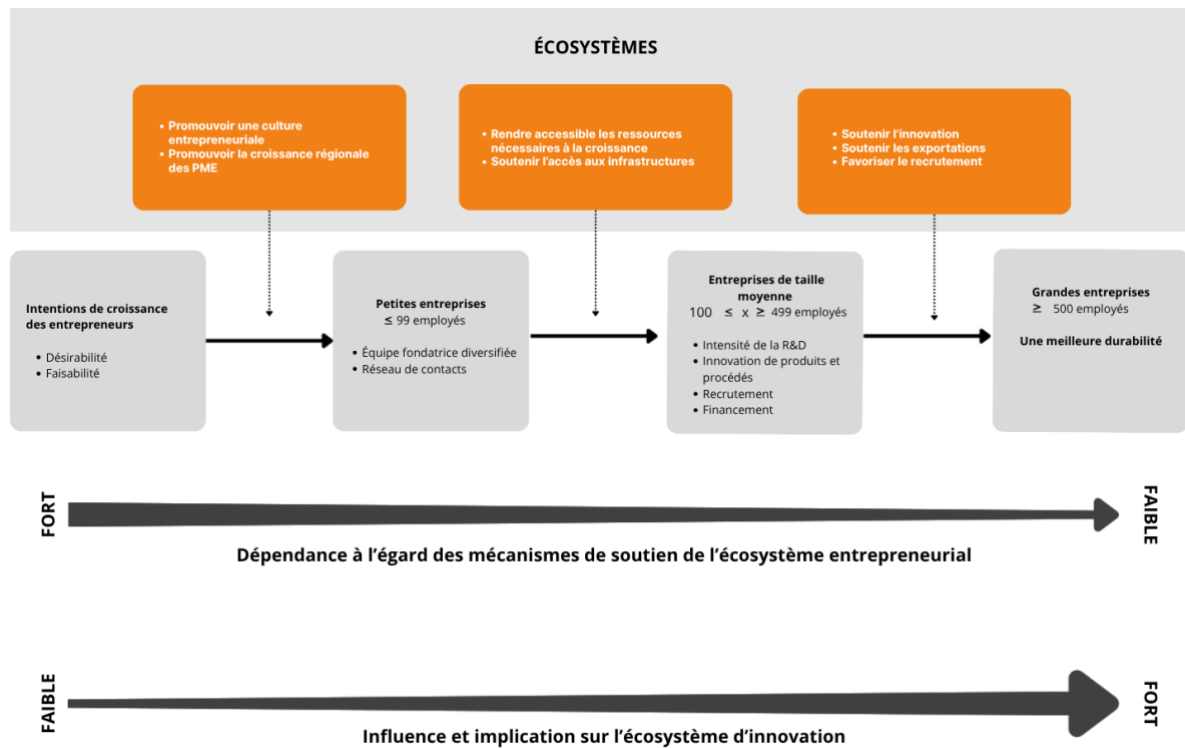 ÉCOSYSTÈMES
• Promouvoir une culture
entrepreneuriale
• Promouvoir la croissance régionale
des PME
• Rendre accessible les ressources
nécessaires à la croissance
• Soutenir l'accès aux infrastructures
• Soutenir l'innovation
• Soutenir les exportations
• Favoriser le recrutement
Intentions de croissance
des entrepreneurs
• Désirabilité
• Faisabilité
Petites entreprises
≤ 99 employés
• Équipe fondatrice diversifiée
• Réseau de contacts
Entreprises de taille
moyenne
100 ≤ x ≥ 499 employés
• Intensité de la R&D
• Innovation de produits et
procédés
• Recrutement
• Financement
Grandes entreprises
≥ 500 employés
Une meilleure durabilité
FORT
FAIBLE
Dépendance à l'égard des mécanismes de soutien de l'écosystème entrepreneurial
FAIBLE
FORT
Influence et implication sur l'écosystème d'innovation